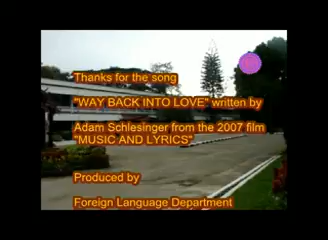 Thanks for the song
"WAY BACK INTO LOVE" written by
Adam Schlesinger from the 2007 film
"MUSIC AND LYRICS"
Produced by
Foreign Language Department